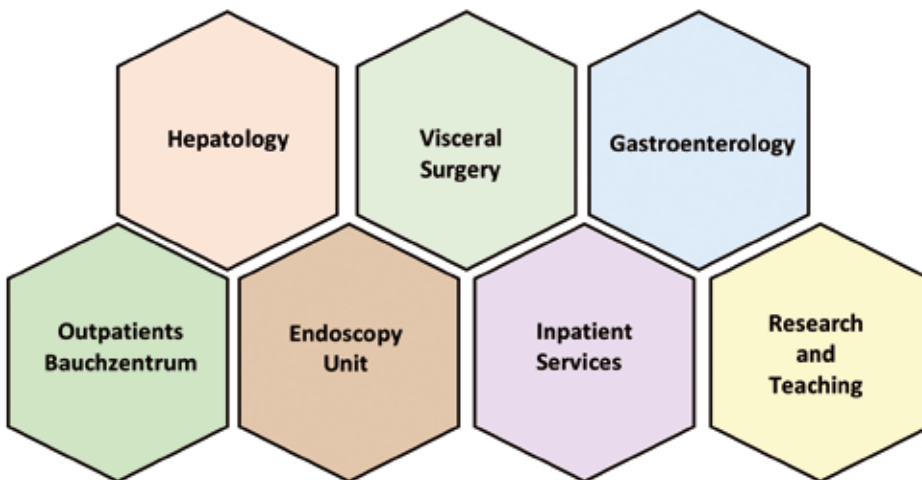 Hepatology
Visceral
Surgery
Gastroenterology
Outpatients
Bauchzentrum
Endoscopy
Unit
Inpatient
Services
Research
and
Teaching